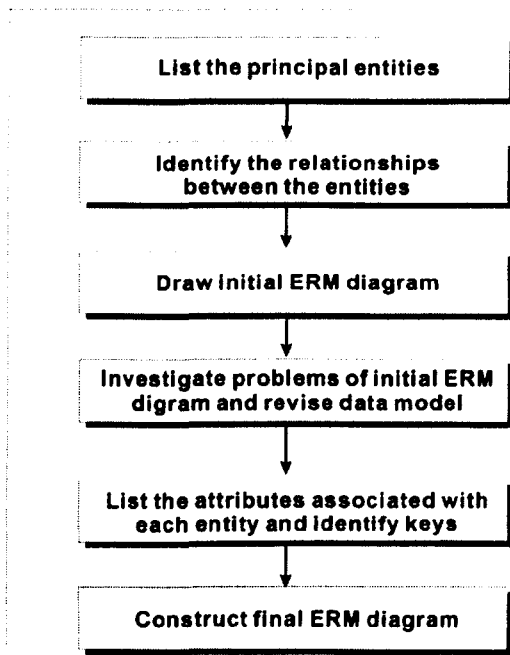 List the principal entities
Identify the relationships
between the entities
Draw initial ERM diagram
Investigate problems of initial ERM
digram and revise data model
List the attributes associated with
each entity and identify keys
Construct final ERM diagram